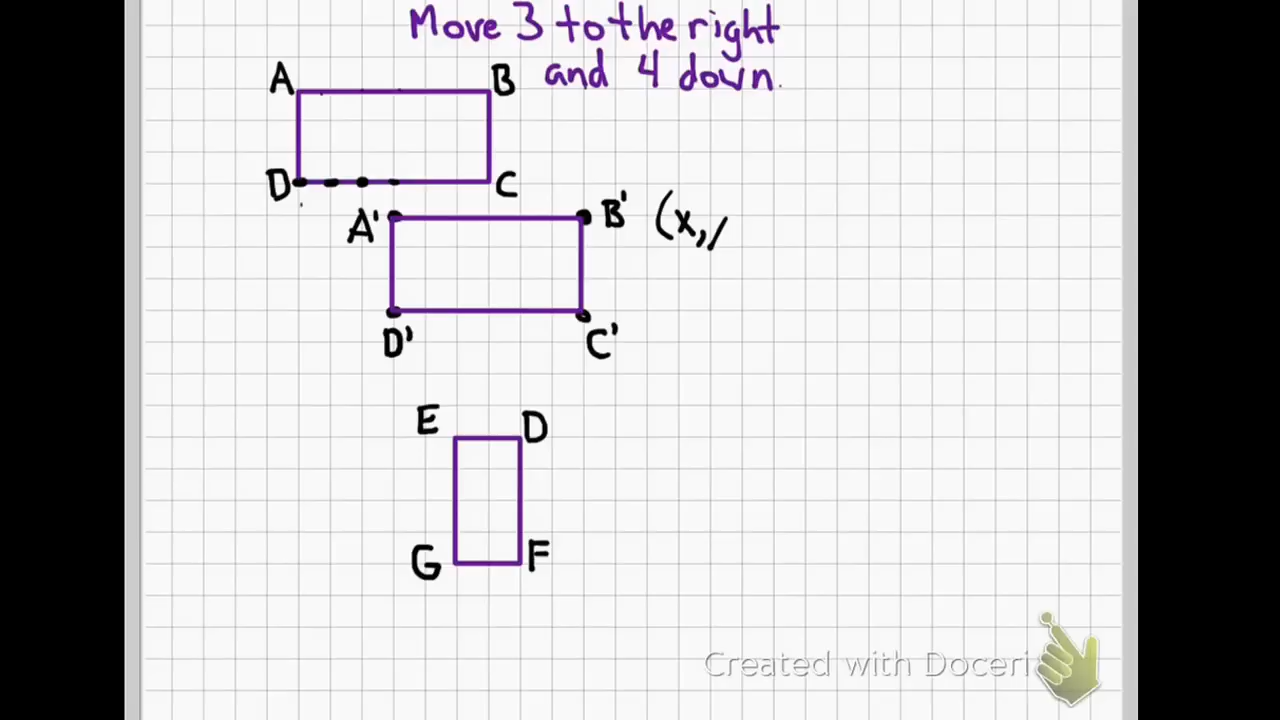 Move 3 to the right
and 4 down.
A B
D C
A' B' (x,
D' C'
E D
G F
Created with Doceri